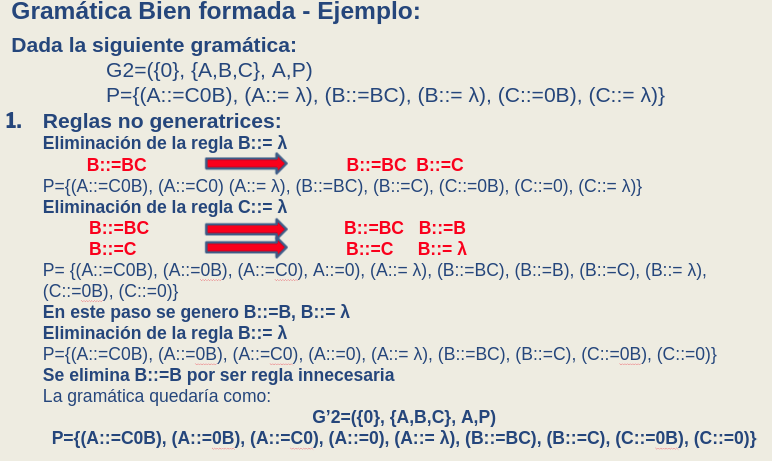 Gramática Bien formada - Ejemplo:
Dada la siguiente gramática:
G2=({0}, {A,B,C}, A,P)
P={(A::=C0B), (A::= λ), (B::=BC), (B::= λ), (C::=0B), (C::= λ)}
1. Reglas no generatrices:
Eliminación de la regla B::= λ
B::=BC B::=BC B::=C
P={(A::=C0B), (A::=C0) (A::= λ), (B::=BC), (B::=C), (C::=0B), (C::=0), (C::= λ)}
Eliminación de la regla C::= λ
B::=BC B::=BC B::=B
B::=C B::=C B::= λ
P= {(A::=C0B), (A::=0B), (A::=C0), A::=0), (A::= λ), (B::=BC), (B::=B), (B::=C), (B::= λ),
(C::=0B), (C::=0)}
En este paso se genero B::=B, B::= λ
Eliminación de la regla B::= λ
P={(A::=C0B), (A::=0B), (A::=C0), (A::=0), (A::= λ), (B::=BC), (B::=C), (C::=0B), (C::=0)}
Se elimina B::=B por ser regla innecesaria
La gramática quedaría como:
G’2=({0}, {A,B,C}, A,P)
P={(A::=C0B), (A::=0B), (A::=C0), (A::=0), (A::= λ), (B::=BC), (B::=C), (C::=0B), (C::=0)}